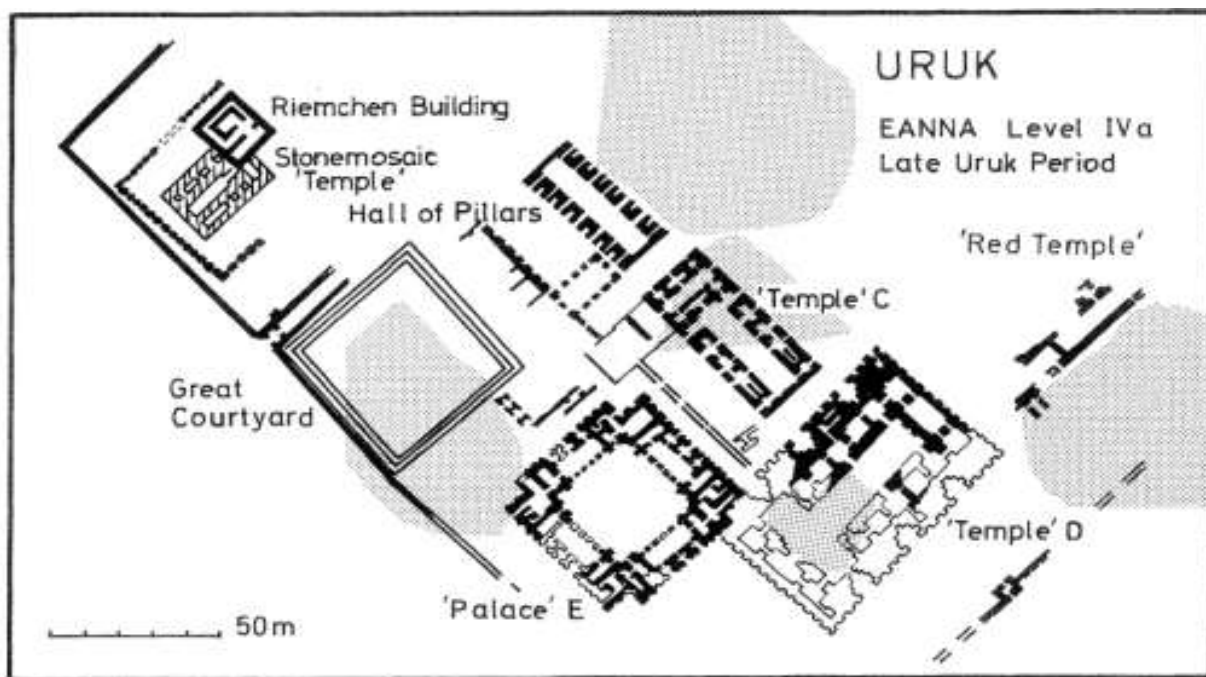 URUK
EANNA Level IVa
Late Uruk Period
Riemchen Building
Stonemosaic
'Temple'
Hall of Pillars
'Red Temple'
'Temple' C
Great
Courtyard
'Temple' D
'Palace' E
50m